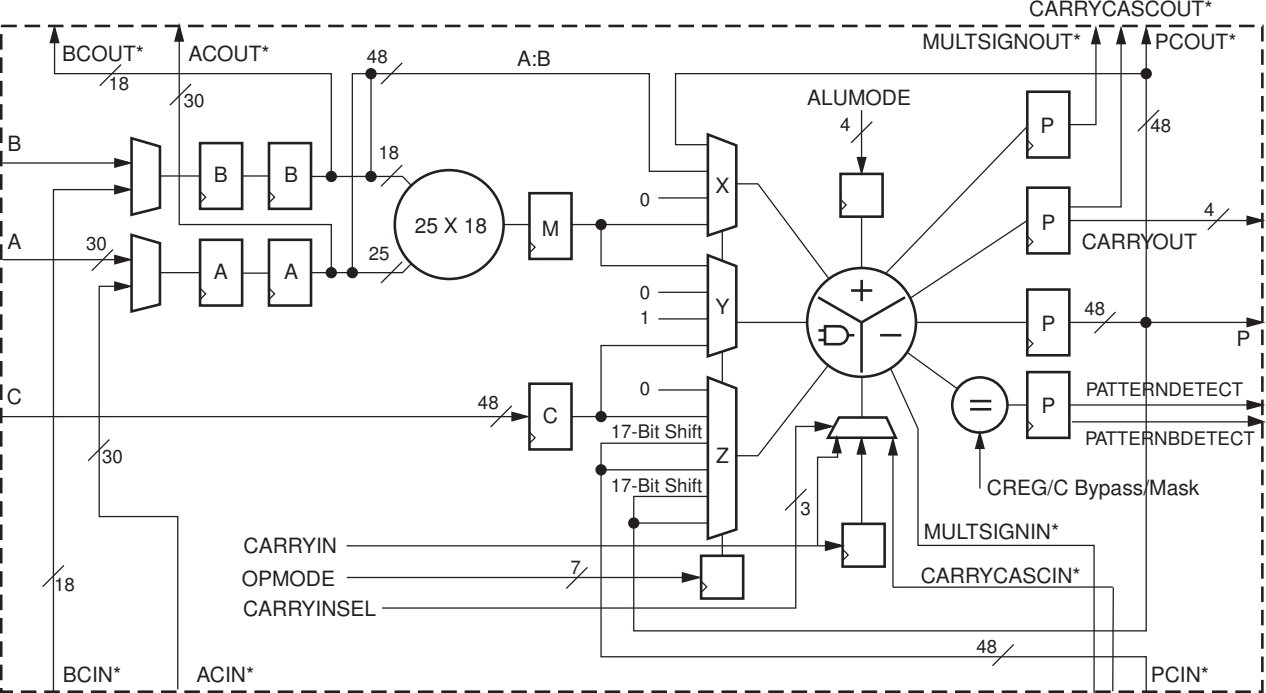 CARRYCASCOUT*
BCOUT* ACOUT* MULTSIGNOUT* PCOUT*
48 A:B
18
30
ALUMODE
4
P
48
B
18
B B
X
0
25 X 18
M
P
4
CARRYOUT
A
30
25
A A
0
Y
1
+
−
P
48
P
C
48
C
0
17-Bit Shift
Z
17-Bit Shift
=
P
PATTERNDETECT
PATTERNBDETECT
30
3
CREG/C Bypass/Mask
CARRYIN
MULTSIGNIN*
OPMODE
7
18
CARRYCASCIN*
CARRYINSEL
48
BCIN* ACIN* PCIN*